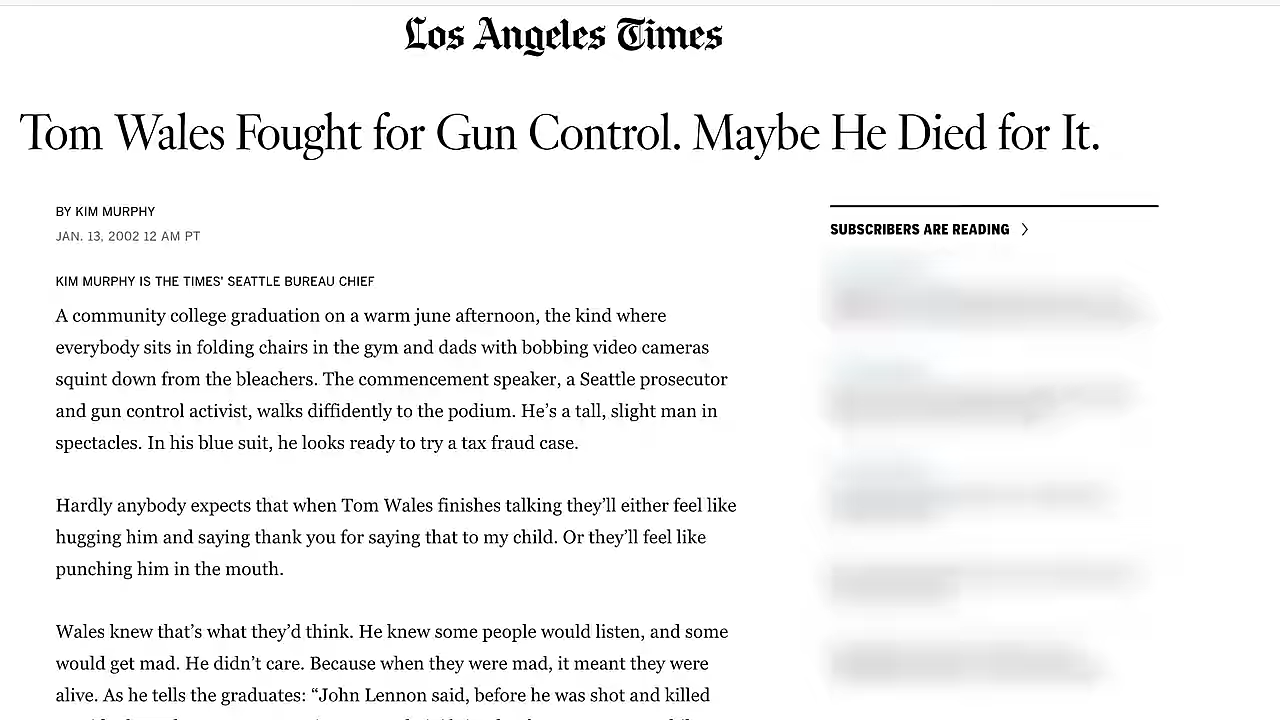 Los Angeles Times
Tom Wales Fought for Gun Control. Maybe He Died for It.
BY KIM MURPHY
JAN. 13, 2002 12 AM PT
KIM MURPHY IS THE TIMES' SEATTLE BUREAU CHIEF
A community college graduation on a warm june afternoon, the kind where
everybody sits in folding chairs in the gym and dads with bobbing video cameras
squint down from the bleachers. The commencement speaker, a Seattle prosecutor
and gun control activist, walks diffidently to the podium. He’s a tall, slight man in
spectacles. In his blue suit, he looks ready to try a tax fraud case.
Hardly anybody expects that when Tom Wales finishes talking they’ll either feel like
hugging him and saying thank you for saying that to my child. Or they’ll feel like
punching him in the mouth.
Wales knew that’s what they’d think. He knew some people would listen, and some
would get mad. He didn’t care. Because when they were mad, it meant they were
alive. As he tells the graduates: “John Lennon said, before he was shot and killed
SUBSCRIBERS ARE READING